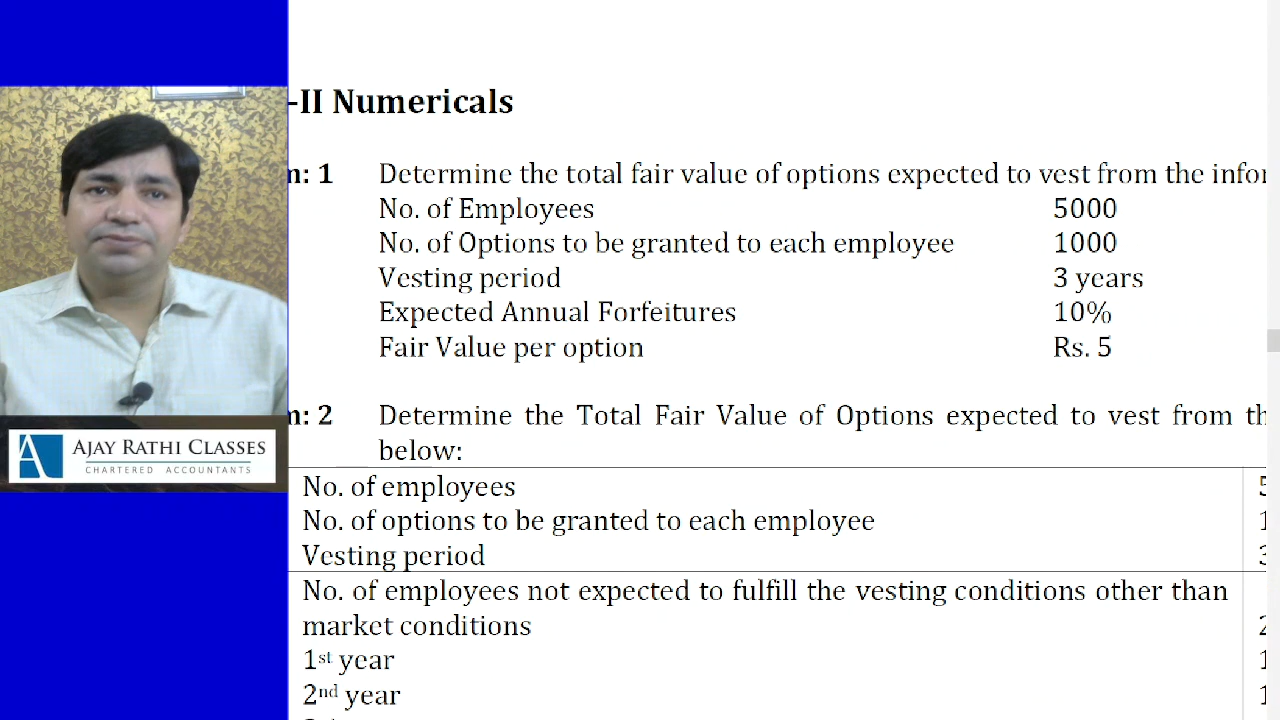 -II Numericals
n: 1 Determine the total fair value of options expected to vest from the
No. of Employees 5000
No. of Options to be granted to each employee 1000
Vesting period 3 years
Expected Annual Forfeitures 10%
Fair Value per option Rs. 5
n: 2 Determine the Total Fair Value of Options expected to vest from
below:
No. of employees
No. of options to be granted to each employee
Vesting period
No. of employees not expected to fulfill the vesting conditions other than
market conditions
1st year
2nd year
A AJAY RATHI CLASSES
CHARTERED ACCOUNTANTS